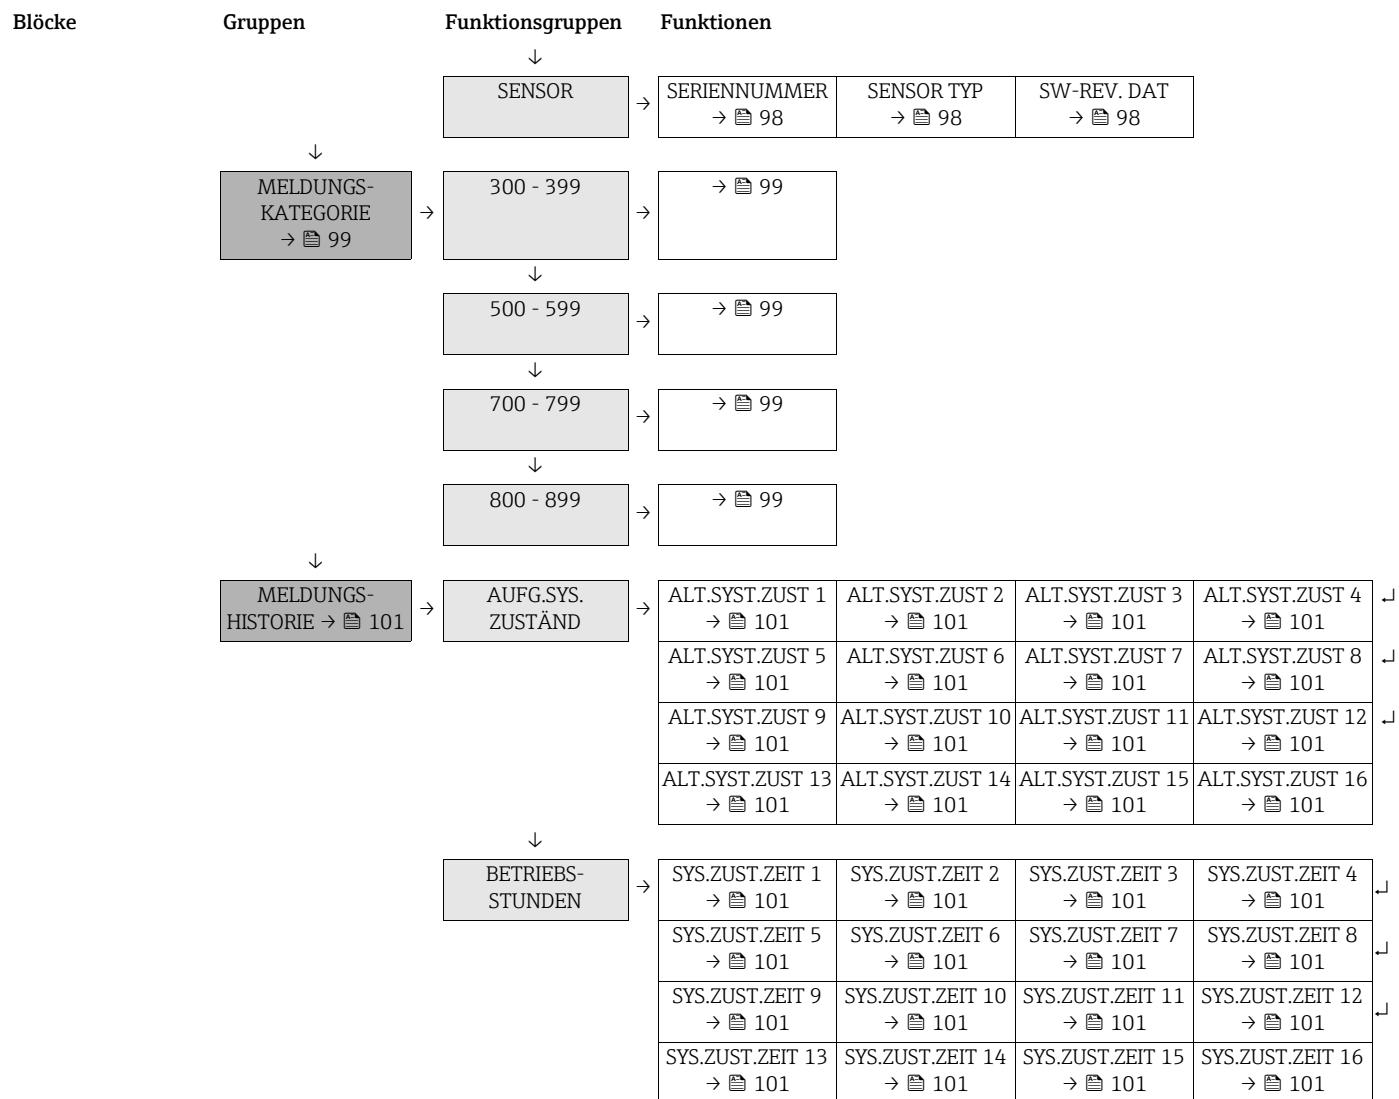 Blöcke Gruppen Funktionsgruppen Funktionen
↓
SENSOR → SERIENNUMMER SENSOR TYP SW-REV. DAT
→ 98 → 98 → 98
↓
MELDUNGS- 300 - 399 → 99
KATEGORIE → →
→ 99
↓
500 - 599 → → 99
↓
700 - 799 → → 99
↓
800 - 899 → → 99
↓
MELDUNGS- → AUFG.SYS. → ALT.SYST.ZUST 1 ALT.SYST.ZUST 2 ALT.SYST.ZUST 3 ALT.SYST.ZUST 4 ↵
HISTORIE → 101 ZUSTÄND → 101 → 101 → 101 → 101
ALT.SYST.ZUST 5 ALT.SYST.ZUST 6 ALT.SYST.ZUST 7 ALT.SYST.ZUST 8 ↵
→ 101 → 101 → 101 → 101
ALT.SYST.ZUST 9 ALT.SYST.ZUST 10 ALT.SYST.ZUST 11 ALT.SYST.ZUST 12 ↵
→ 101 → 101 → 101 → 101
ALT.SYST.ZUST 13 ALT.SYST.ZUST 14 ALT.SYST.ZUST 15 ALT.SYST.ZUST 16
→ 101 → 101 → 101 → 101
↓
BETRIEBS- → SYS.ZUST.ZEIT 1 SYS.ZUST.ZEIT 2 SYS.ZUST.ZEIT 3 SYS.ZUST.ZEIT 4 ↵
STUNDEN → 101 → 101 → 101 → 101
SYS.ZUST.ZEIT 5 SYS.ZUST.ZEIT 6 SYS.ZUST.ZEIT 7 SYS.ZUST.ZEIT 8 ↵
→ 101 → 101 → 101 → 101
SYS.ZUST.ZEIT 9 SYS.ZUST.ZEIT 10 SYS.ZUST.ZEIT 11 SYS.ZUST.ZEIT 12 ↵
→ 101 → 101 → 101 → 101
SYS.ZUST.ZEIT 13 SYS.ZUST.ZEIT 14 SYS.ZUST.ZEIT 15 SYS.ZUST.ZEIT 16
→ 101 → 101 → 101 → 101